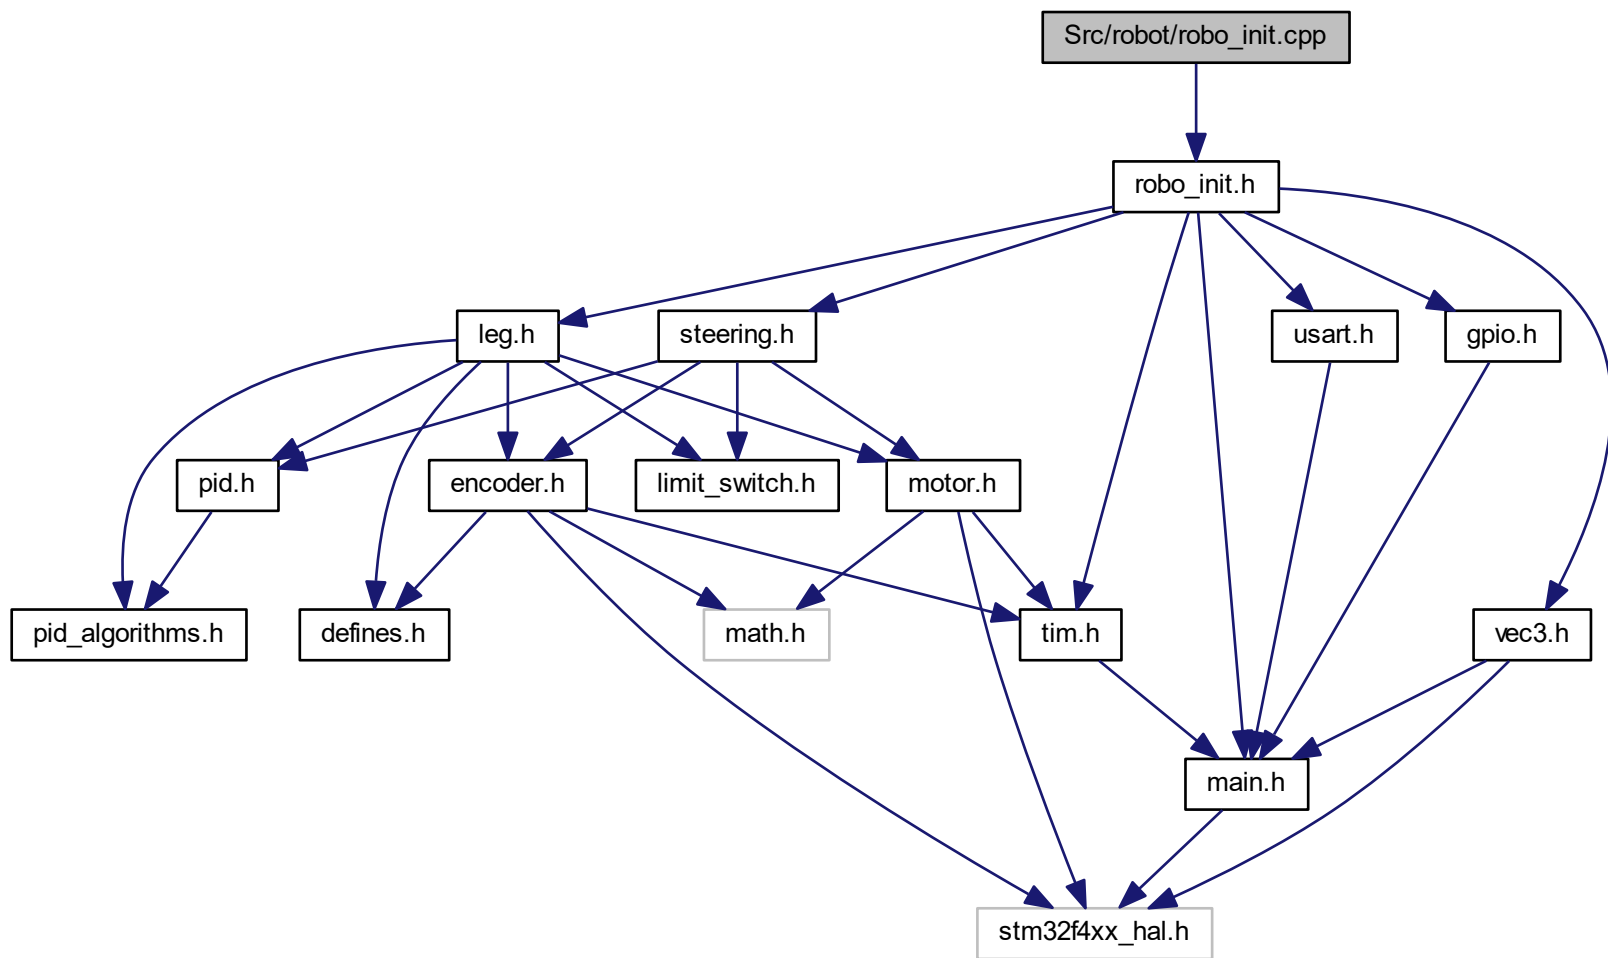 Src/robot/robo_init.cpp
robo_init.h
leg.h
steering.h
usart.h
gpio.h
pid.h
encoder.h
limit_switch.h
motor.h
pid_algorithms.h
defines.h
math.h
tim.h
vec3.h
main.h
stm32f4xx_hal.h